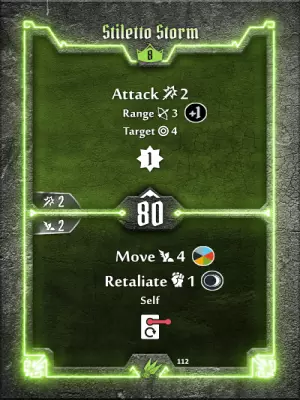 Stiletto Storm
8
Attack 2
Range 3 +1
Target 4
1
2
2
80
Move 4
Retaliate 1
Self
112